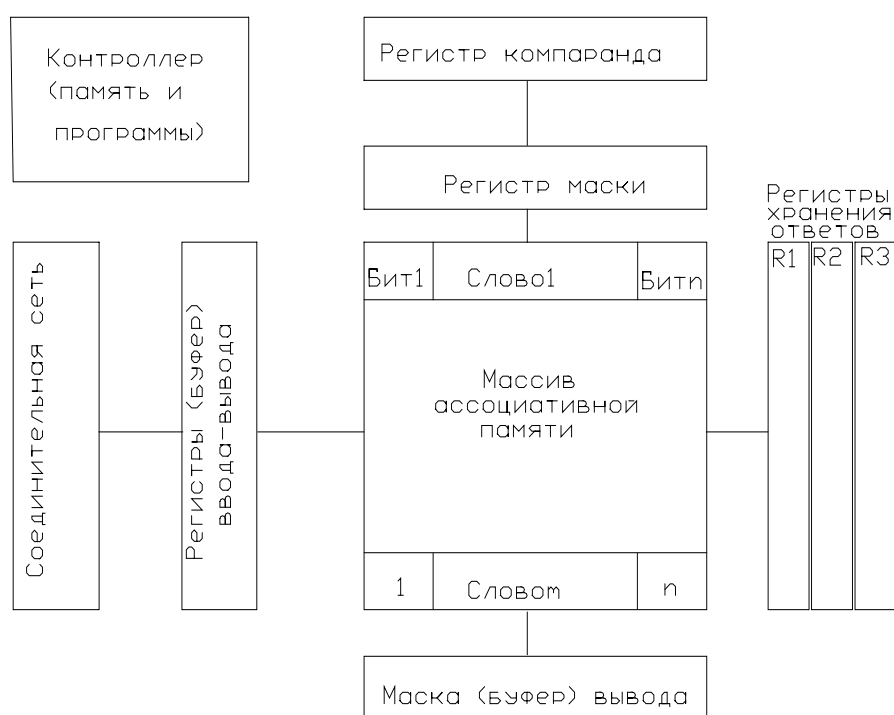 Контроллер
(память и
программы)
Регистр компаранда
Регистр маски
Регистры
хранения
ответов
R1 R2 R3
Бит1 Слово1 Битn
Соединительная сеть
Регистры (буфер)
ввода-вывода
Массив
ассоциативной
памяти
1 Словоm n
Маска (буфер) вывода